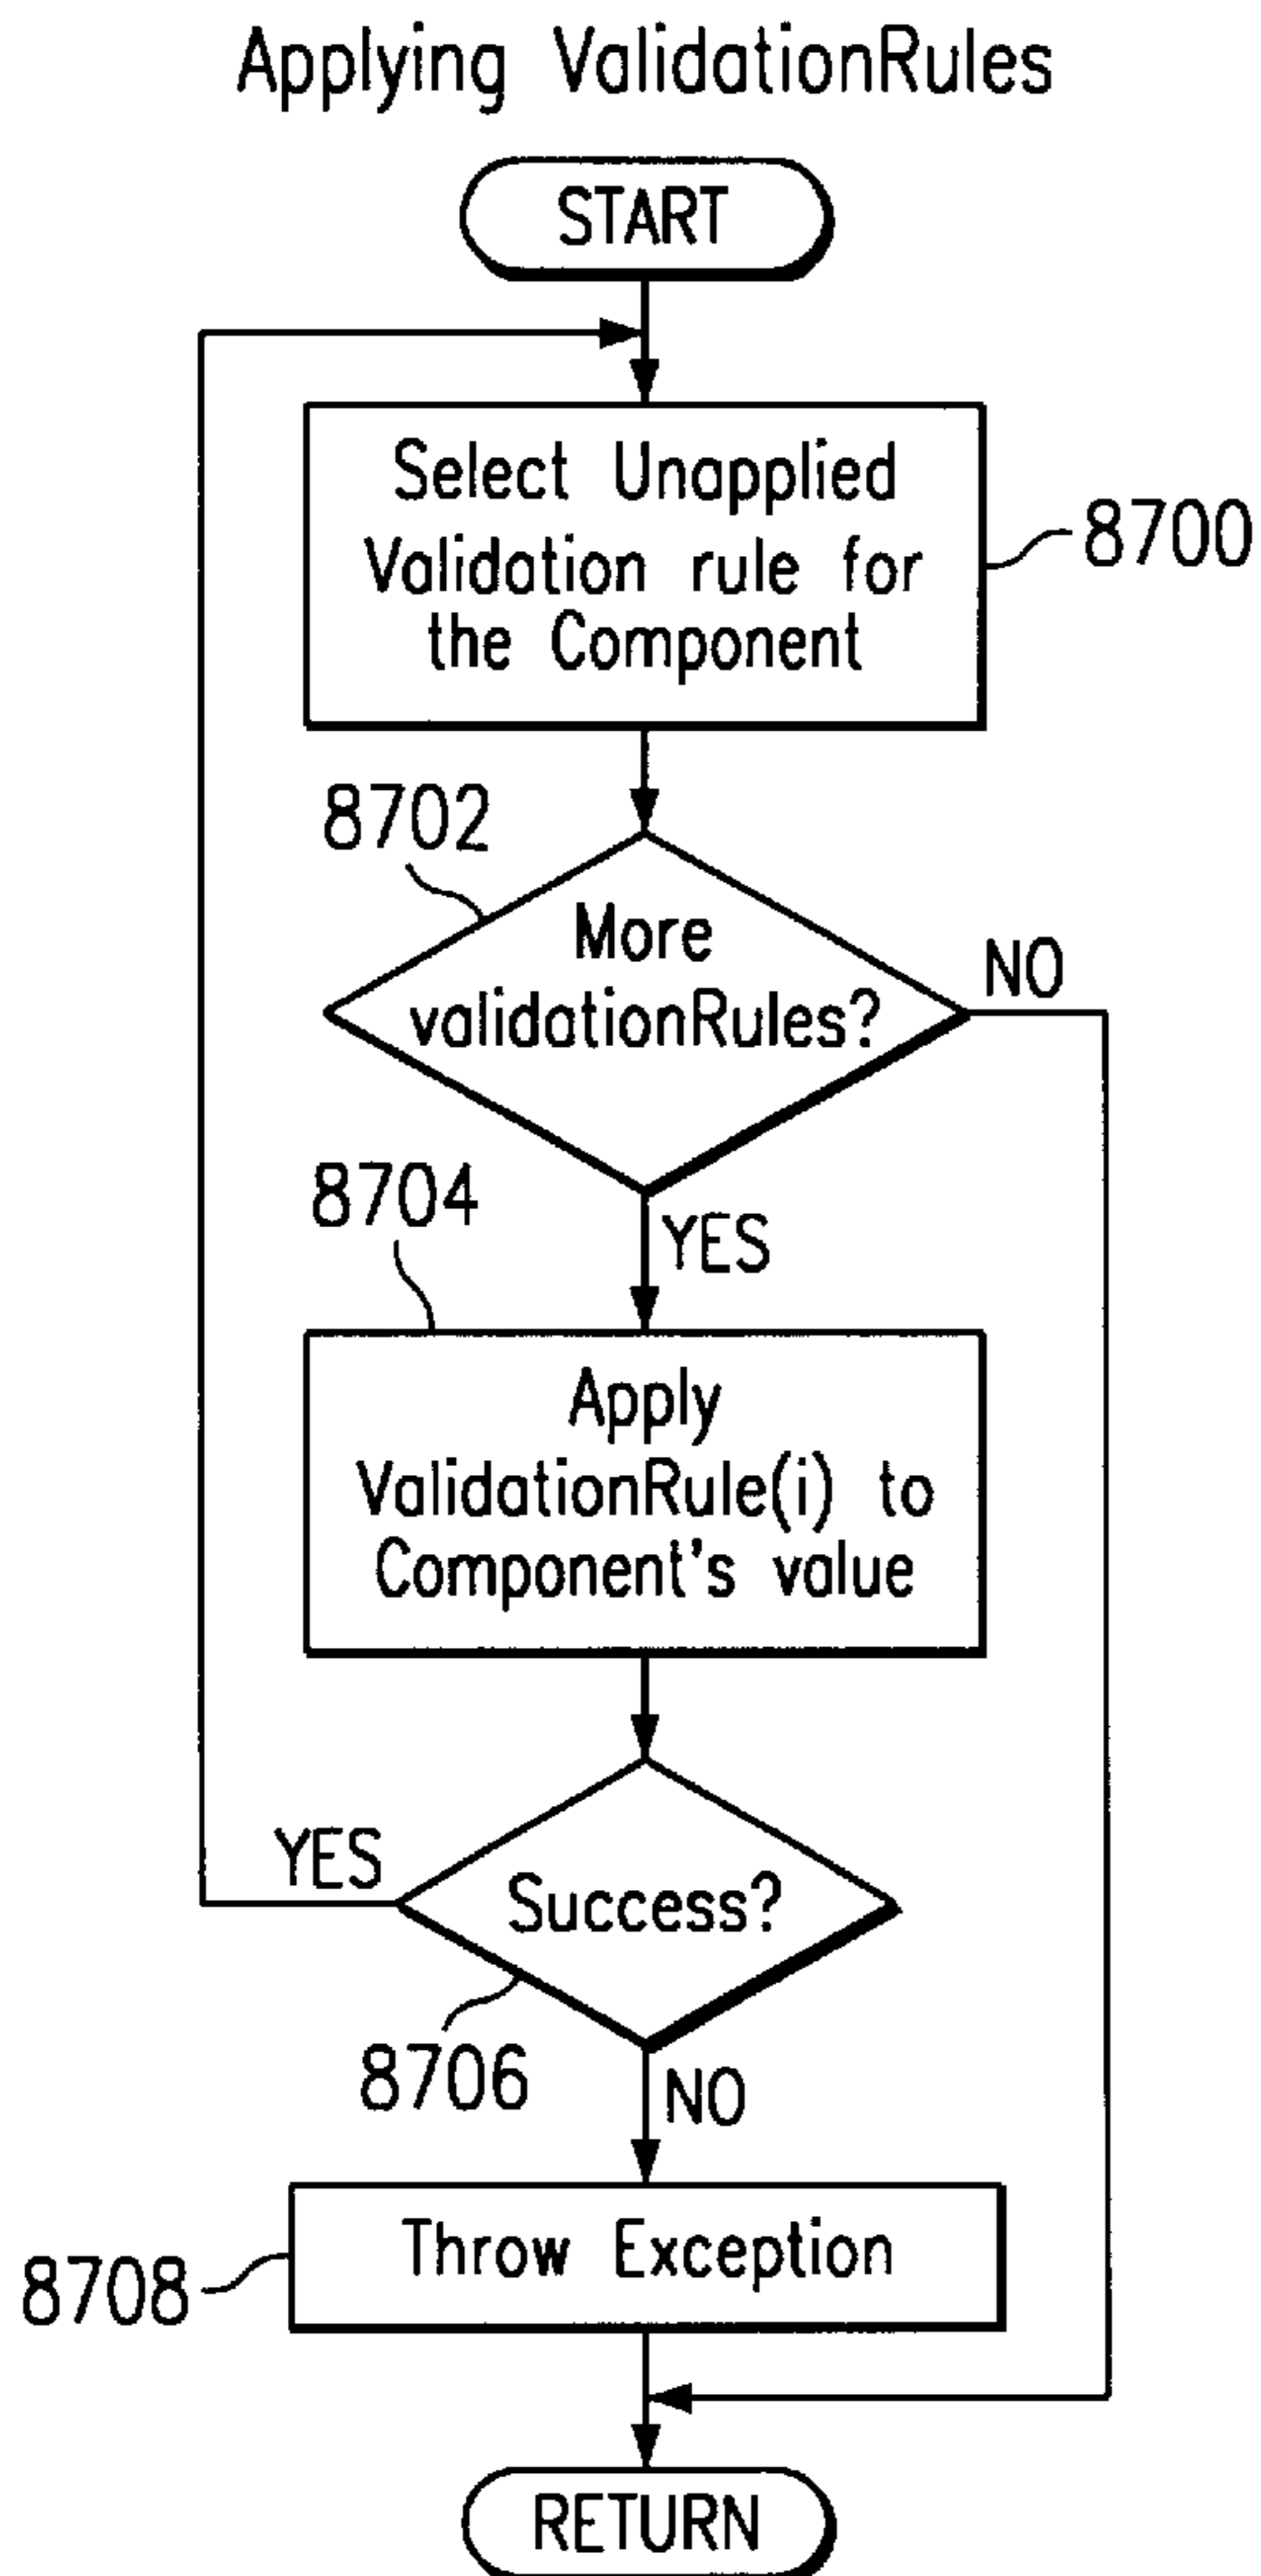 Applying ValidationRules
START
Select Unapplied
Validation rule for
the Component
8700
8702
More
validationRules?
NO
8704
YES
Apply
ValidationRule(i) to
Component's value
YES
Success?
8706
NO
Throw Exception
8708
RETURN